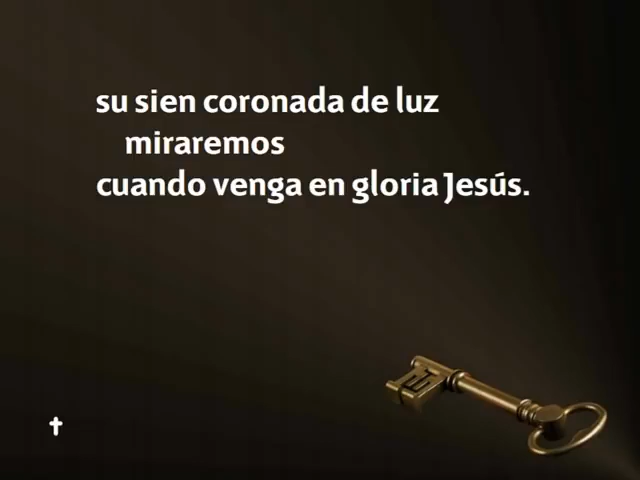 su sien coronada de luz
miraremos
cuando venga en gloria Jesús.